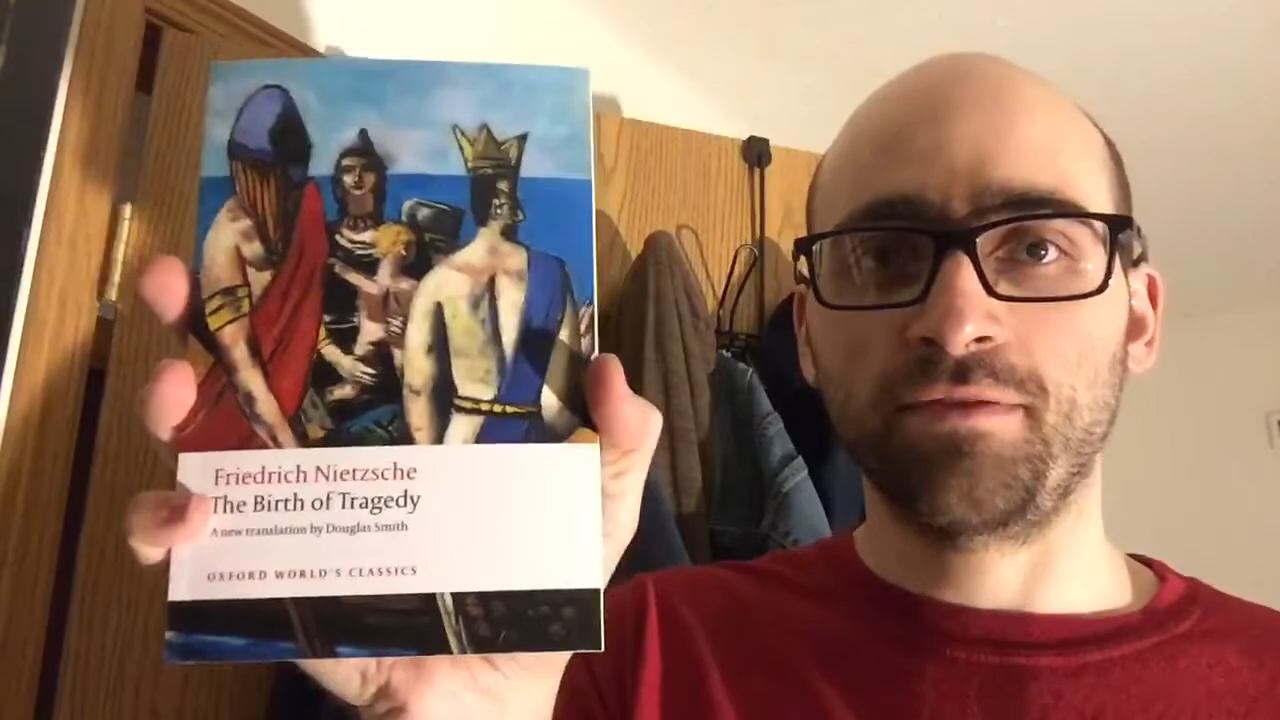 Friedrich Nietzsche
The Birth of Tragedy
A new translation by Douglas Smith
OXFORD WORLD'S CLASSICS